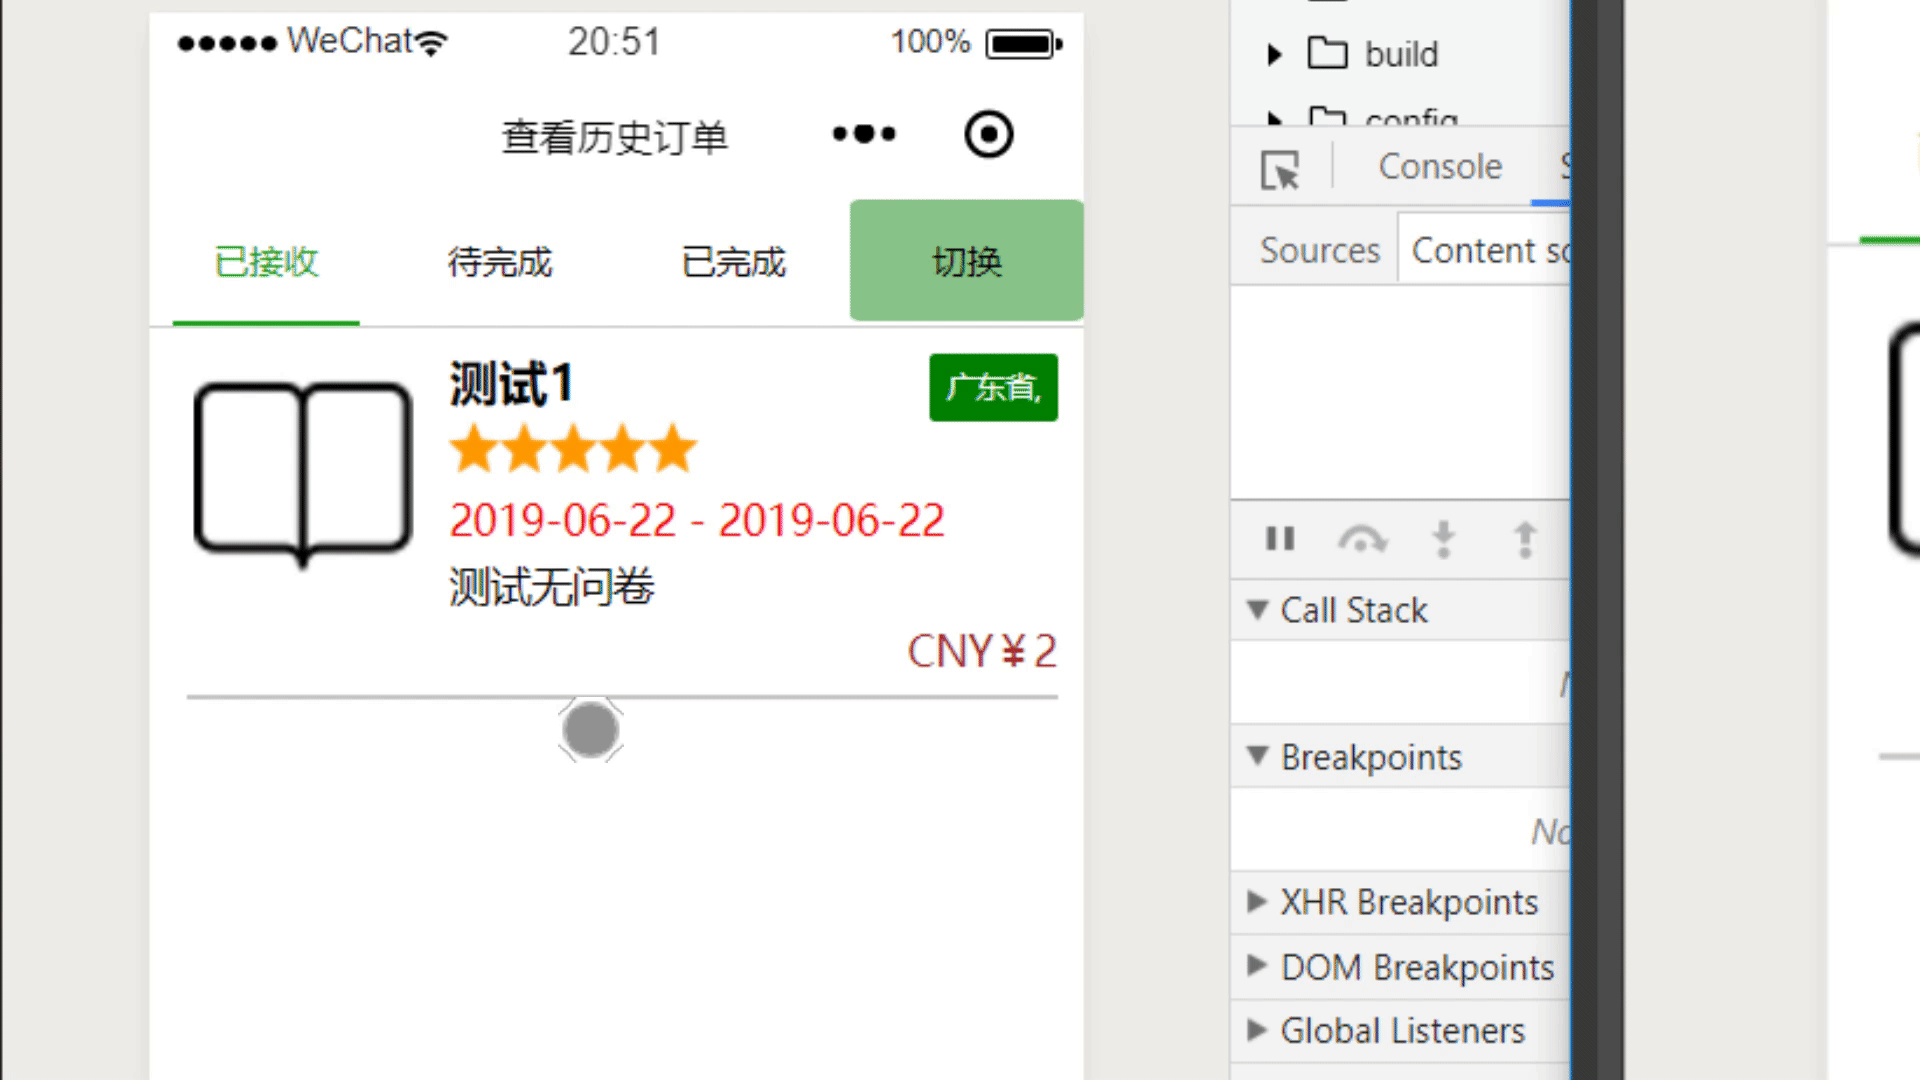 WeChat 20:51 100%
查看历史订单
已接收 待完成 已完成 切换
测试1
广东省,
2019-06-22 - 2019-06-22
测试无问卷
CNY¥2
build
config
Console
Sources Content
Call Stack
Breakpoints
XHR Breakpoints
DOM Breakpoints
Global Listeners